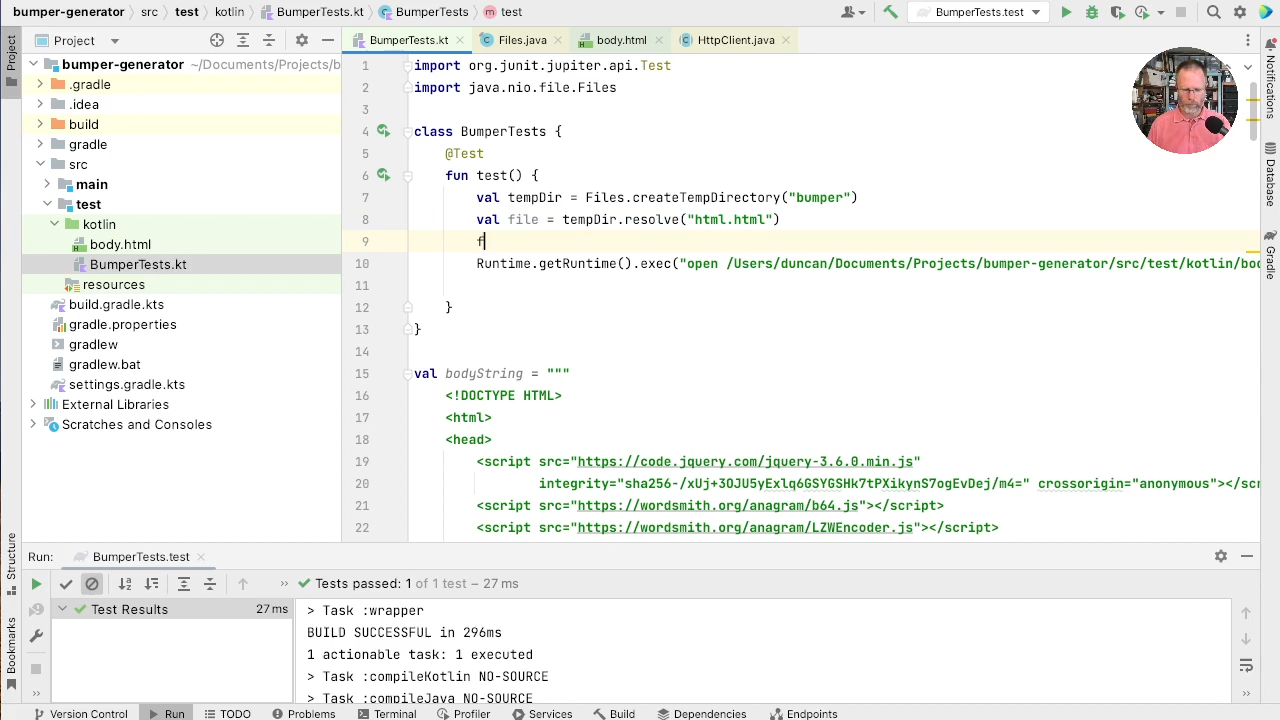 bumper-generator
src
test
kotlin
BumperTests.kt
BumperTests
test
BumperTests.test
Project
Project
BumperTests.kt
Files.java
body.html
HttpClient.java
bumper-generator ~/Documents/Projects/b
.gradle
.idea
build
gradle
src
main
test
kotlin
body.html
BumperTests.kt
resources
build.gradle.kts
gradle.properties
gradlew
gradlew.bat
settings.gradle.kts
External Libraries
Scratches and Consoles
1 import org.junit.jupiter.api.Test
2 import java.nio.file.Files
3
4 class BumperTests {
5 @Test
6 fun test() {
7 val tempDir = Files.createTempDirectory("bumper")
8 val file = tempDir.resolve("html.html")
9 f
10 Runtime.getRuntime().exec("open /Users/duncan/Documents/Projects/bumper-generator/src/test/kotlin/bo
11
12 }
13 }
14
15 val bodyString = """
16 <!DOCTYPE HTML>
17 <html>
18 <head>
19 <script src="https://code.jquery.com/jquery-3.6.0.min.js"
20 integrity="sha256-/xUj+3OJU5yExlq6GSYGSHk7tPXikynS7ogEvDej/m4=" crossorigin="anonymous"></scr
21 <script src="https://wordsmith.org/anagram/b64.js"></script>
22 <script src="https://wordsmith.org/anagram/LZWEncoder.js"></script>
Notifications
Database
Gradle
Structure
Bookmarks
Run: BumperTests.test
Tests passed: 1 of 1 test – 27 ms
Test Results 27 ms
> Task :wrapper
BUILD SUCCESSFUL in 296ms
1 actionable task: 1 executed
> Task :compileKotlin NO-SOURCE
> Task :compileJava NO-SOURCE
Version Control
Run
TODO
Problems
Terminal
Profiler
Services
Build
Dependencies
Endpoints